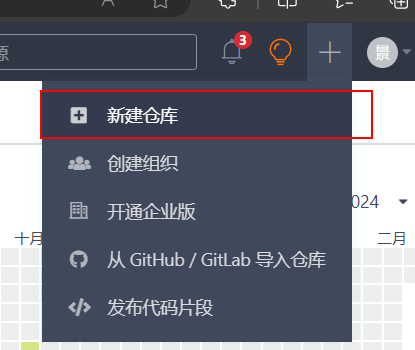 源
3
景
新建仓库
创建组织
2024
开通企业版
十月
二月
从 GitHub / GitLab 导入仓库
发布代码片段